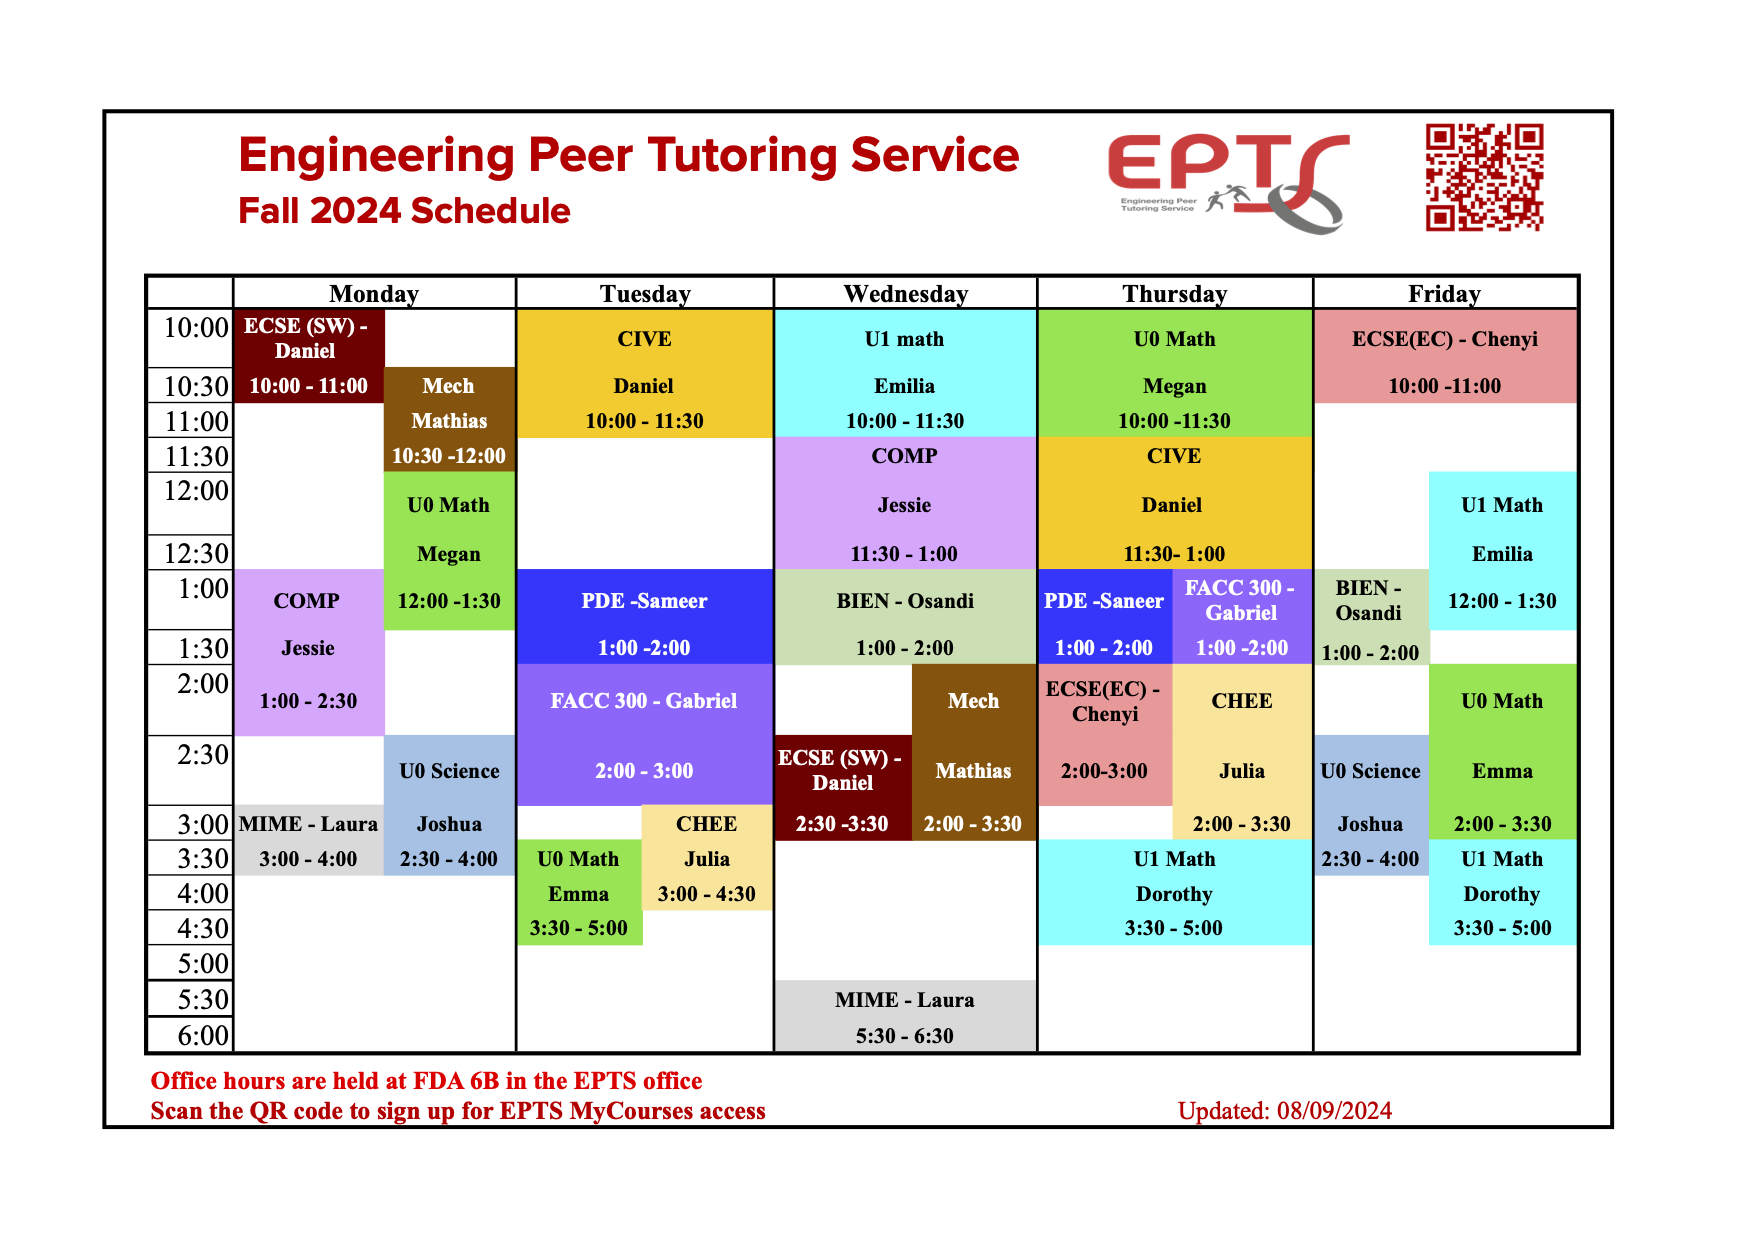 Engineering Peer Tutoring Service
Fall 2024 Schedule
EPTS
Engineering Peer
Tutoring Service
Monday Tuesday Wednesday Thursday Friday
10:00
10:30
11:00
11:30
12:00
12:30
1:00
1:30
2:00
2:30
3:00
3:30
4:00
4:30
5:00
5:30
6:00
ECSE (SW) -
Daniel
10:00 - 11:00
Mech
Mathias
10:30 -12:00
U0 Math
Megan
12:00 -1:30
COMP
Jessie
1:00 - 2:30
U0 Science
Joshua
2:30 - 4:00
MIME - Laura
3:00 - 4:00
CIVE
Daniel
10:00 - 11:30
PDE -Sameer
1:00 -2:00
FACC 300 - Gabriel
2:00 - 3:00
CHEE
Julia
3:00 - 4:30
U0 Math
Emma
3:30 - 5:00
U1 math
Emilia
10:00 - 11:30
COMP
Jessie
11:30 - 1:00
BIEN - Osandi
1:00 - 2:00
Mech
Mathias
2:00 - 3:30
ECSE (SW) -
Daniel
2:30 -3:30
MIME - Laura
5:30 - 6:30
U0 Math
Megan
10:00 -11:30
CIVE
Daniel
11:30- 1:00
PDE -Saneer
1:00 - 2:00
FACC 300 -
Gabriel
1:00 -2:00
ECSE(EC) -
Chenyi
2:00-3:00
CHEE
Julia
2:00 - 3:30
U1 Math
Dorothy
3:30 - 5:00
ECSE(EC) - Chenyi
10:00 -11:00
U1 Math
Emilia
12:00 - 1:30
BIEN -
Osandi
1:00 - 2:00
U0 Math
Emma
2:00 - 3:30
U0 Science
Joshua
2:30 - 4:00
U1 Math
Dorothy
3:30 - 5:00
Office hours are held at FDA 6B in the EPTS office
Scan the QR code to sign up for EPTS MyCourses access
Updated: 08/09/2024